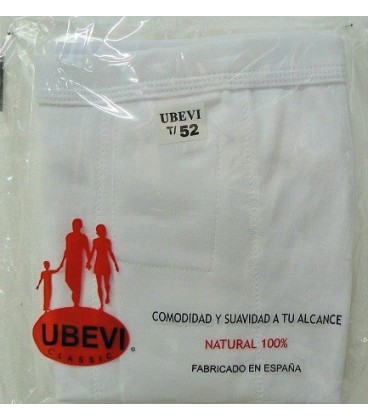 UBEVI
T/ 52
UBEVI
CLASSIC
®
COMODIDAD Y SUAVIDAD A TU ALCANCE
NATURAL 100%
FABRICADO EN ESPAÑA